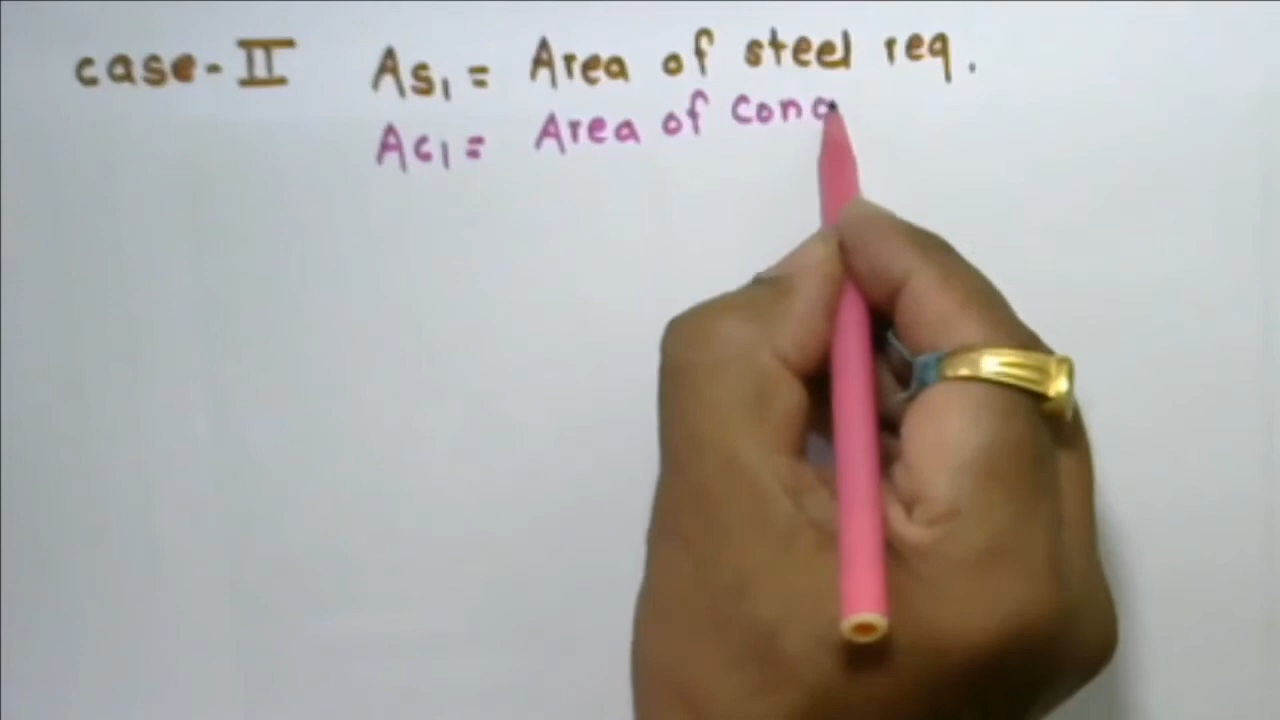 case-II As1 = Area of steel req.
Ac1 = Area of conc